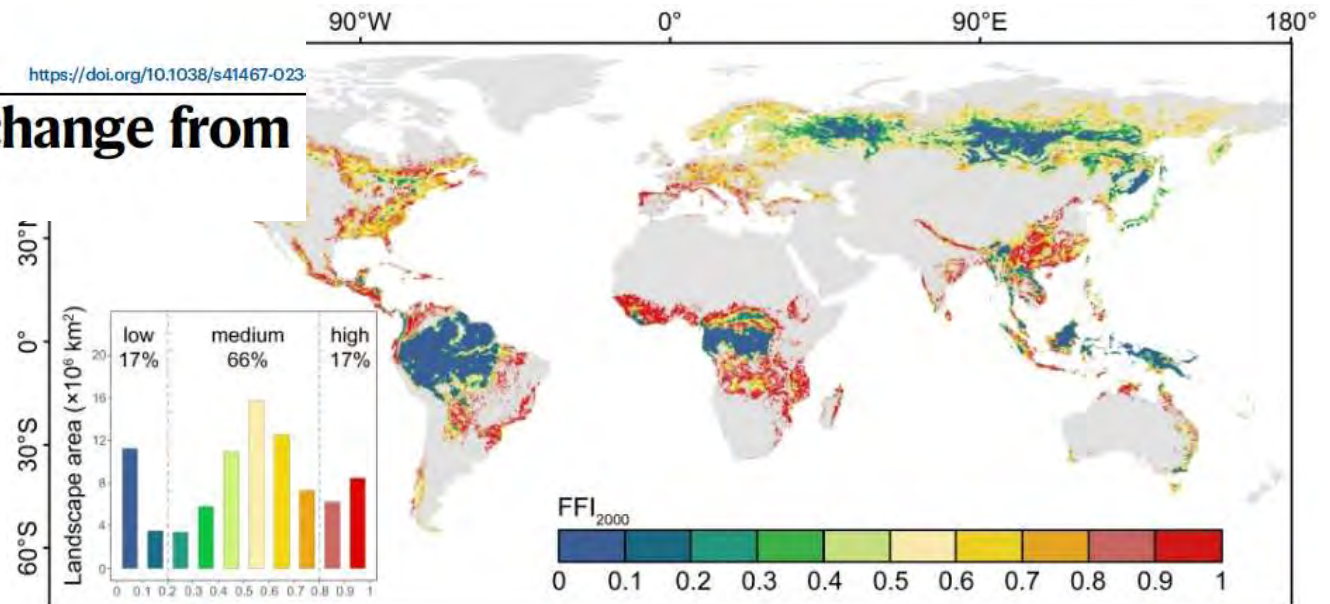 90°W 0° 90°E 180°
https://doi.org/10.1038/s41467-023-
change from
30°N
0°
30°S
60°S
Landscape area (×10⁶ km²)
low medium high
17% 66% 17%
20
16
12
8
4
0
0 0.1 0.2 0.3 0.4 0.5 0.6 0.7 0.8 0.9 1
FFI₂₀₀₀
0 0.1 0.2 0.3 0.4 0.5 0.6 0.7 0.8 0.9 1